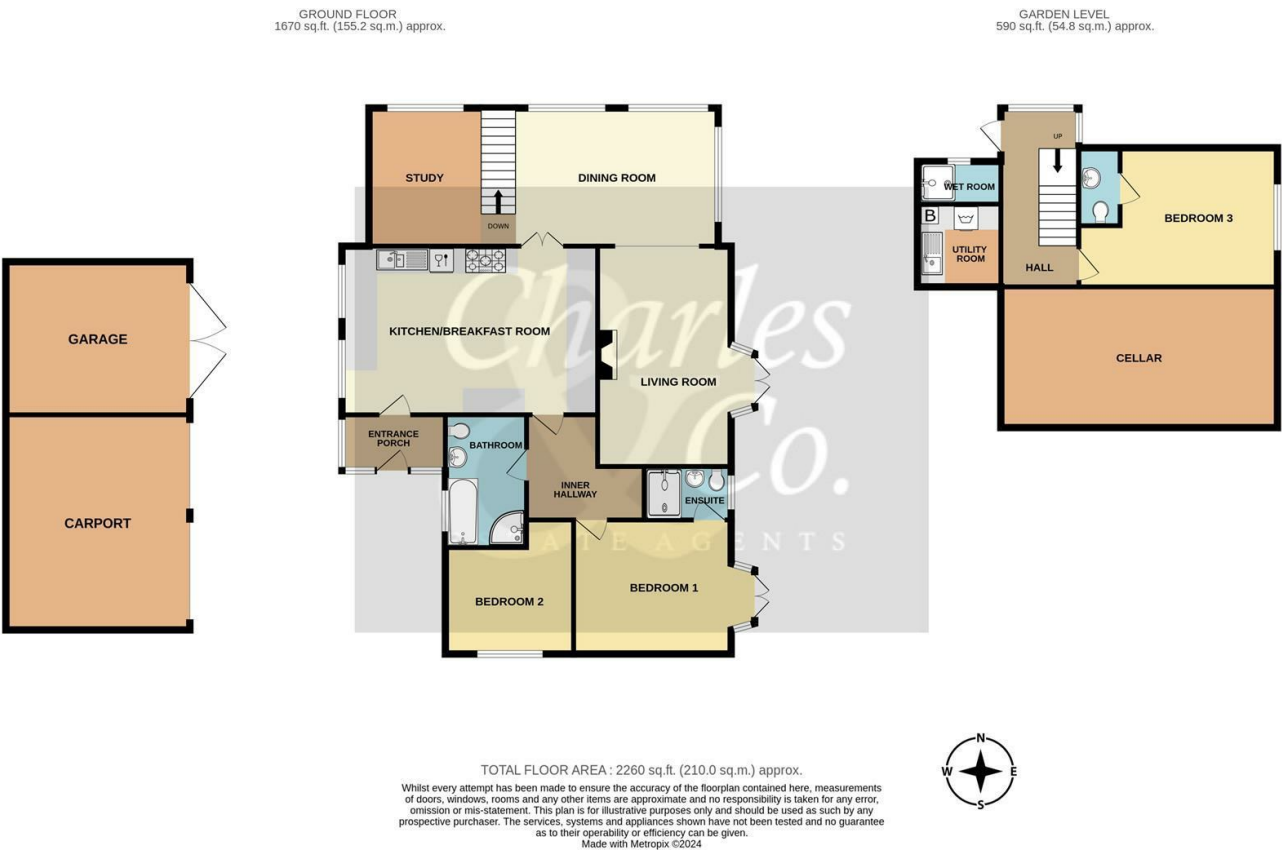 GROUND FLOOR
1670 sq.ft. (155.2 sq.m.) approx.
GARDEN LEVEL
590 sq.ft. (54.8 sq.m.) approx.
STUDY
DINING ROOM
DOWN
UP
WET ROOM
B
UTILITY
ROOM
HALL
BEDROOM 3
CELLAR
GARAGE
CARPORT
KITCHEN/BREAKFAST ROOM
LIVING ROOM
ENTRANCE
PORCH
BATHROOM
INNER
HALLWAY
ENSUITE
BEDROOM 1
BEDROOM 2
Charles
& Co.
ATE AGENTS
N
W
E
S
TOTAL FLOOR AREA : 2260 sq.ft. (210.0 sq.m.) approx.
Whilst every attempt has been made to ensure the accuracy of the floorplan contained here, measurements
of doors, windows, rooms and any other items are approximate and no responsibility is taken for any error,
omission or mis-statement. This plan is for illustrative purposes only and should be used as such by any
prospective purchaser. The services, systems and appliances shown have not been tested and no guarantee
as to their operability or efficiency can be given.
Made with Metropix ©2024